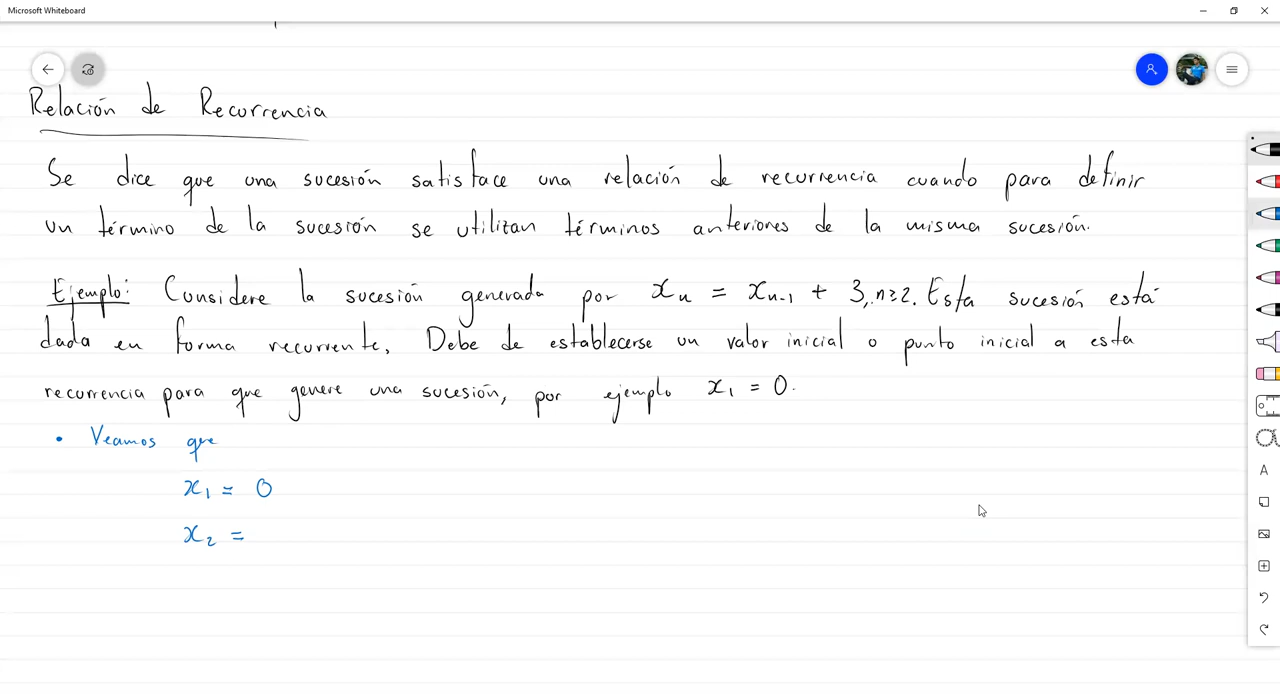 Microsoft Whiteboard
Relación de Recurrencia
Se dice que una sucesión satisface una relación de recurrencia cuando para definir
un término de la sucesión se utilizan términos anteriores de la misma sucesión.
Ejemplo: Considere la sucesión generada por xₙ = xₙ₋₁ + 3, n≥2. Esta sucesión está
dada en forma recurrente. Debe de establecerse un valor inicial o punto inicial a esta
recurrencia para que genere una sucesión, por ejemplo x₁ = 0.
• Veamos que
x₁ = 0
x₂ =
A